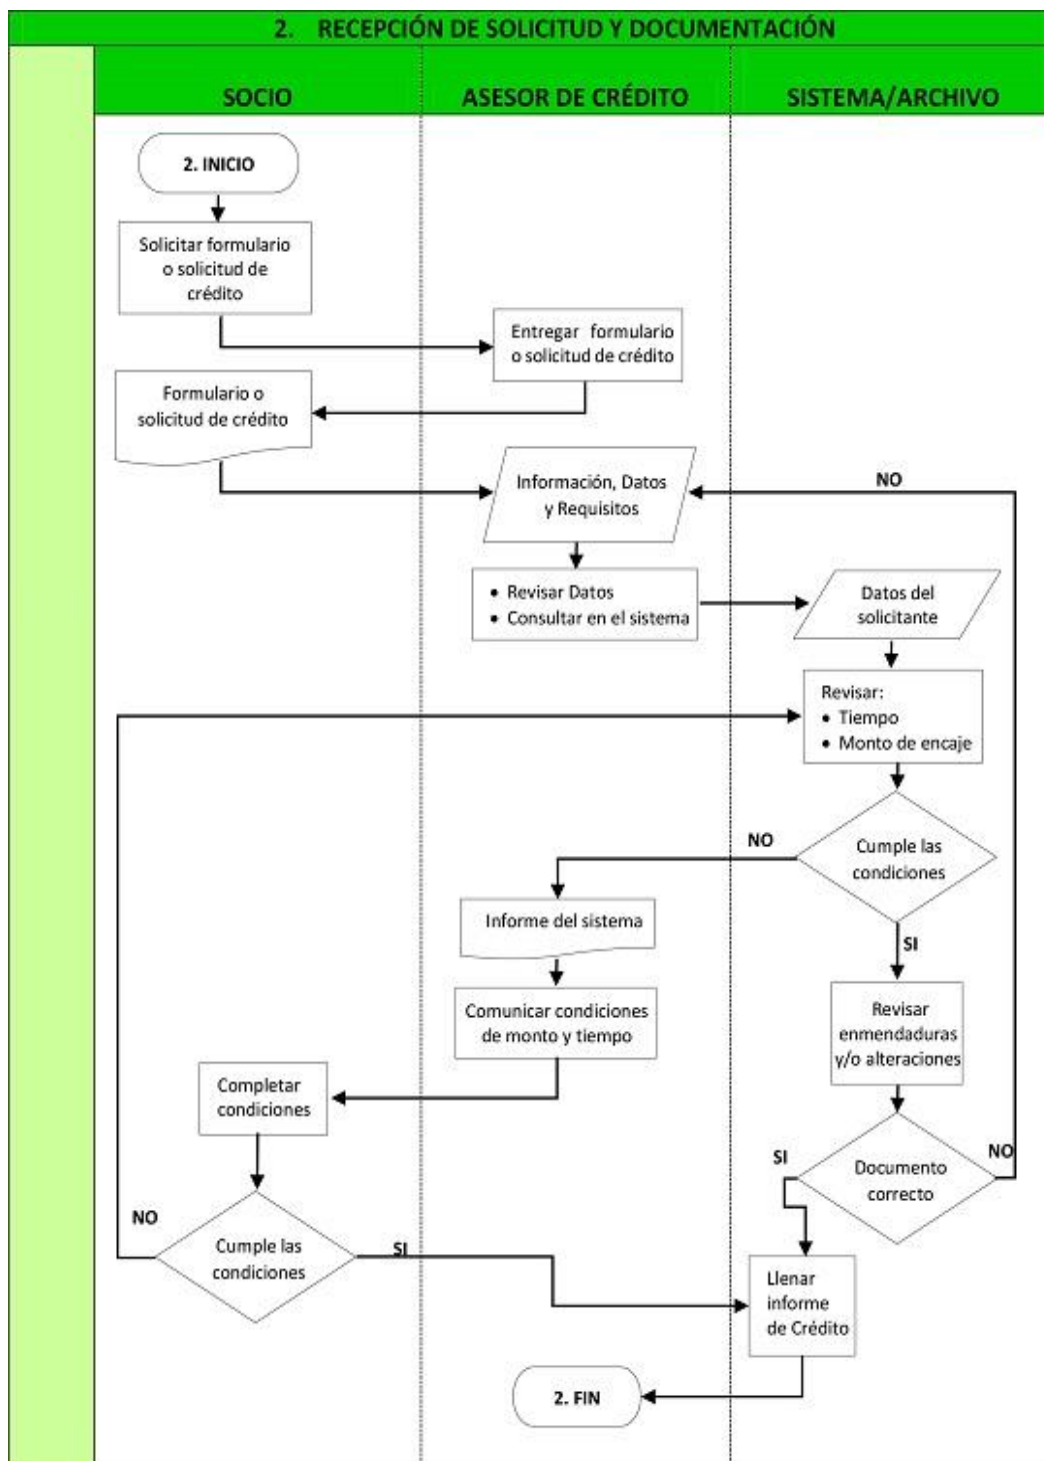 2. RECEPCIÓN DE SOLICITUD Y DOCUMENTACIÓN
SOCIO
ASESOR DE CRÉDITO
SISTEMA/ARCHIVO
2. INICIO
Solicitar formulario
o solicitud de
crédito
Entregar formulario
o solicitud de crédito
Formulario o
solicitud de crédito
Información, Datos
y Requisitos
NO
• Revisar Datos
• Consultar en el sistema
Datos del
solicitante
Revisar:
• Tiempo
• Monto de encaje
NO
Cumple las
condiciones
Informe del sistema
SI
Comunicar condiciones
de monto y tiempo
Revisar
enmendaduras
y/o alteraciones
Completar
condiciones
SI
Documento
correcto
NO
NO
Cumple las
condiciones
SI
Llenar
informe
de Crédito
2. FIN